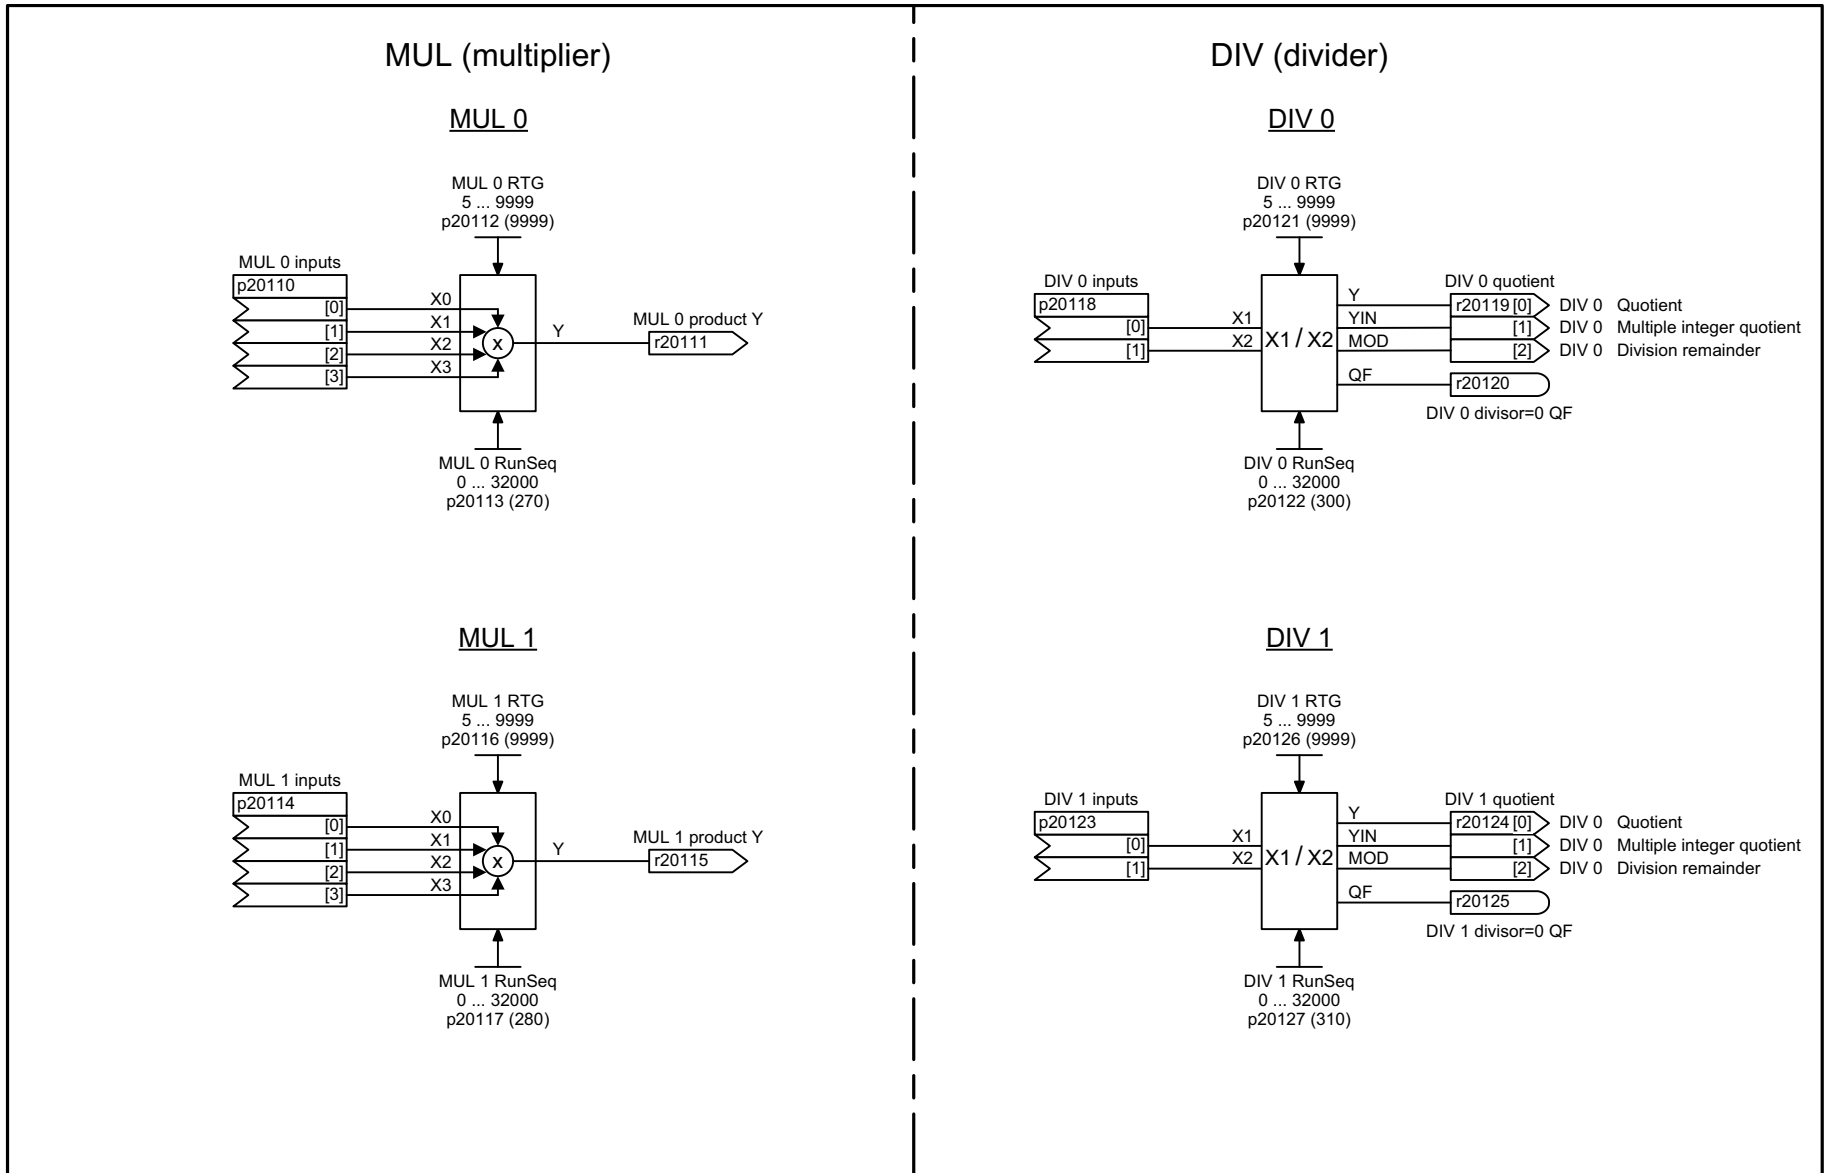 MUL (multiplier)
MUL 0
MUL 0 RTG
5 ... 9999
p20112 (9999)
MUL 0 inputs
p20110
[0]
[1]
[2]
[3]
X0
X1
X2
X3
x
Y
MUL 0 product Y
r20111
MUL 0 RunSeq
0 ... 32000
p20113 (270)
MUL 1
MUL 1 RTG
5 ... 9999
p20116 (9999)
MUL 1 inputs
p20114
[0]
[1]
[2]
[3]
X0
X1
X2
X3
x
Y
MUL 1 product Y
r20115
MUL 1 RunSeq
0 ... 32000
p20117 (280)
DIV (divider)
DIV 0
DIV 0 RTG
5 ... 9999
p20121 (9999)
DIV 0 inputs
p20118
[0]
[1]
X1
X2
X1 / X2
Y
YIN
MOD
QF
DIV 0 quotient
r20119 [0] DIV 0 Quotient
[1] DIV 0 Multiple integer quotient
[2] DIV 0 Division remainder
r20120
DIV 0 divisor=0 QF
DIV 0 RunSeq
0 ... 32000
p20122 (300)
DIV 1
DIV 1 RTG
5 ... 9999
p20126 (9999)
DIV 1 inputs
p20123
[0]
[1]
X1
X2
X1 / X2
Y
YIN
MOD
QF
DIV 1 quotient
r20124 [0] DIV 0 Quotient
[1] DIV 0 Multiple integer quotient
[2] DIV 0 Division remainder
r20125
DIV 1 divisor=0 QF
DIV 1 RunSeq
0 ... 32000
p20127 (310)